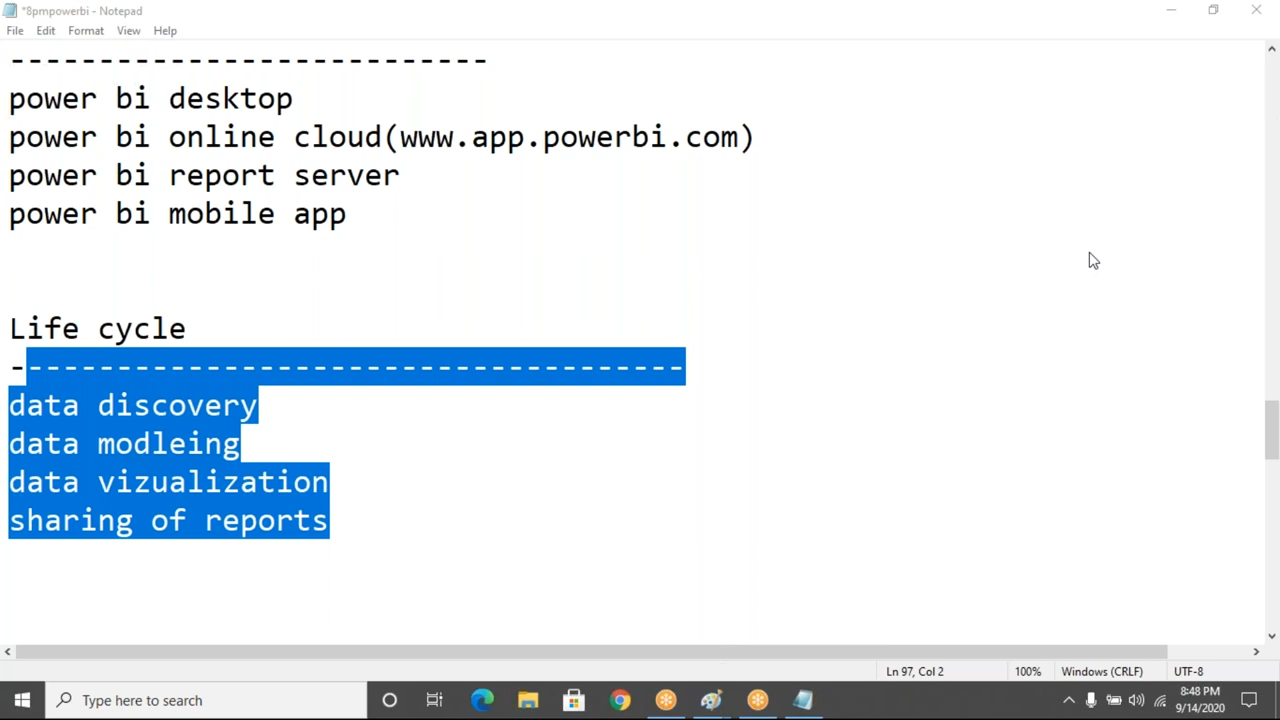 *8pmpowerbi - Notepad
File Edit Format View Help
---------------------------
power bi desktop
power bi online cloud(www.app.powerbi.com)
power bi report server
power bi mobile app
Life cycle
--------------------------------------
data discovery
data modleing
data vizualization
sharing of reports
Ln 97, Col 2 100% Windows (CRLF) UTF-8
Type here to search
8:48 PM
9/14/2020